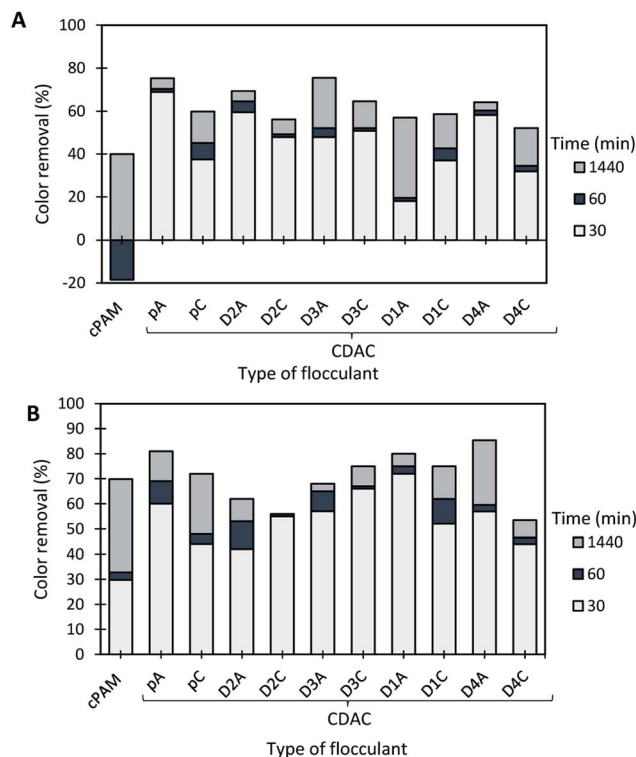 A
100
80
60
40
20
0
-20
Color removal (%)
Time (min)
1440
60
30
cPAM
pA
pC
D2A
D2C
D3A
D3C
D1A
D1C
D4A
D4C
CDAC
Type of flocculant
B
100
90
80
70
60
50
40
30
20
10
0
Color removal (%)
Time (min)
1440
60
30
cPAM
pA
pC
D2A
D2C
D3A
D3C
D1A
D1C
D4A
D4C
CDAC
Type of flocculant